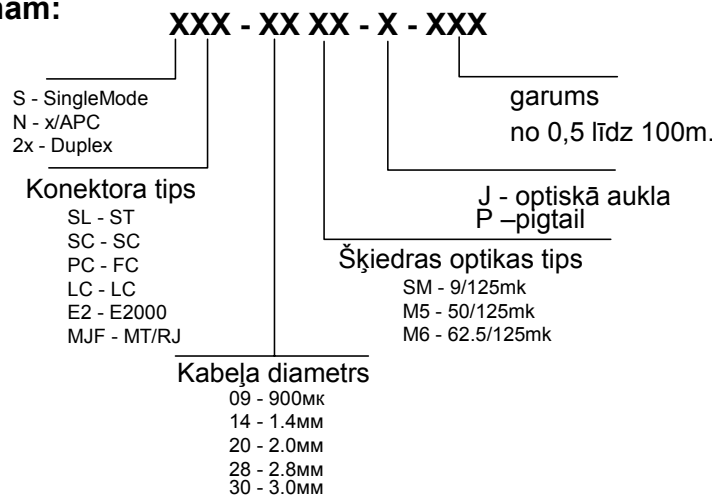 nam:
XXX - XX XX - X - XXX
S - SingleMode
N - x/APC
2x - Duplex
garums
no 0,5 līdz 100m.
Konektora tips
SL - ST
SC - SC
PC - FC
LC - LC
E2 - E2000
MJF - MT/RJ
J - optiskā aukla
P –pigtail
Šķiedras optikas tips
SM - 9/125mk
M5 - 50/125mk
M6 - 62.5/125mk
Kabeļa diametrs
09 - 900мк
14 - 1.4мм
20 - 2.0мм
28 - 2.8мм
30 - 3.0мм